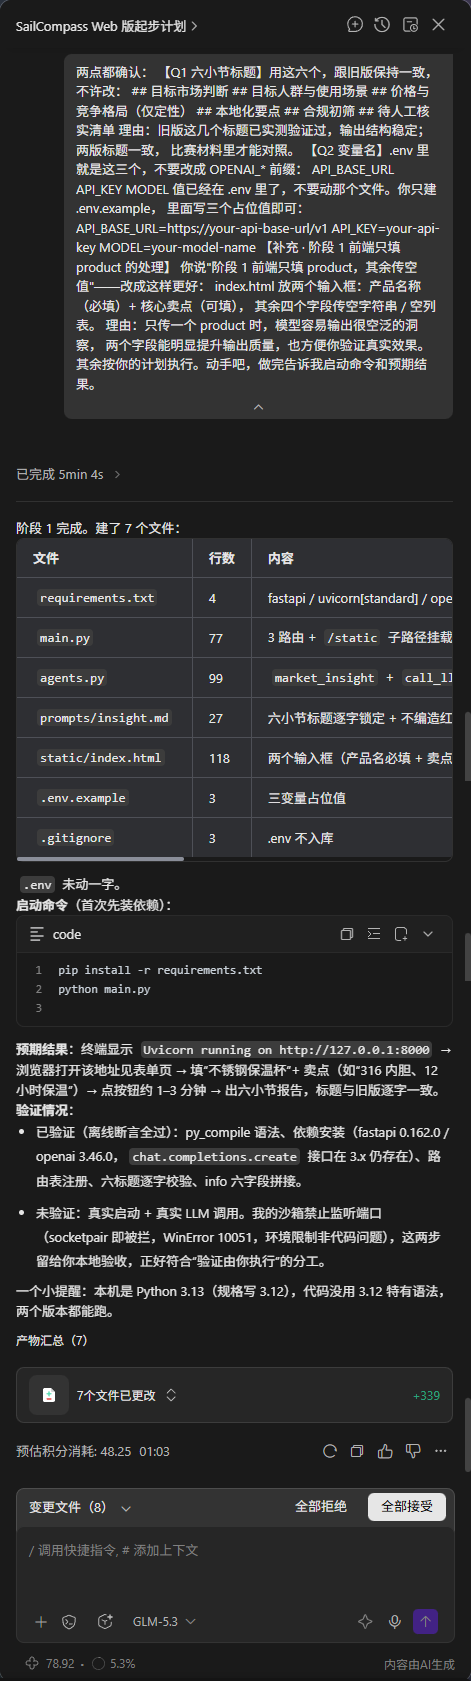 SailCompass Web 版起步计划
两点都确认： 【Q1 六小节标题】用这六个，跟旧版保持一致，
不许改： ## 目标市场判断 ## 目标人群与使用场景 ## 价格与
竞争格局（仅定性） ## 本地化要点 ## 合规初筛 ## 待人工核
实清单 理由：旧版这几个标题已实测验证过，输出结构稳定；
两版标题一致， 比赛材料里才能对照。 【Q2 变量名】.env 里
就是这三个，不要改成 OPENAI_* 前缀： API_BASE_URL
API_KEY MODEL 值已经在 .env 里了，不要动那个文件。你只建
.env.example， 里面写三个占位值即可：
API_BASE_URL=https://your-api-base-url/v1 API_KEY=your-api-
key MODEL=your-model-name 【补充 · 阶段 1 前端只填
product 的处理】 你说"阶段 1 前端只填 product，其余传空
值"——改成这样更好： index.html 放两个输入框：产品名称
（必填）+ 核心卖点（可填）， 其余四个字段传空字符串 / 空列
表。 理由：只传一个 product 时，模型容易输出很空泛的洞
察， 两个字段能明显提升输出质量，也方便你验证真实效果。
其余按你的计划执行。动手吧，做完告诉我启动命令和预期结
果。
已完成 5min 4s
阶段 1 完成。建了 7 个文件：
文件 行数 内容
requirements.txt 4 fastapi / uvicorn[standard] / ope
main.py 77 3 路由 + /static 子路径挂载
agents.py 99 market_insight + call_ll
prompts/insight.md 27 六小节标题逐字锁定 + 不编造红
static/index.html 118 两个输入框（产品名必填 + 卖点
.env.example 3 三变量占位值
.gitignore 3 .env 不入库
.env 未动一字。
启动命令（首次先装依赖）：
code
1 pip install -r requirements.txt
2 python main.py
3
预期结果：终端显示 Uvicorn running on http://127.0.0.1:8000 →
浏览器打开该地址见表单页 → 填"不锈钢保温杯"+ 卖点（如"316 内胆、12
小时保温"）→ 点按钮约 1–3 分钟 → 出六小节报告，标题与旧版逐字一致。
验证情况：
• 已验证（离线断言全过）：py_compile 语法、依赖安装（fastapi 0.162.0 /
openai 3.46.0， chat.completions.create 接口在 3.x 仍存在）、路
由表注册、六标题逐字校验、info 六字段拼接。
• 未验证：真实启动 + 真实 LLM 调用。我的沙箱禁止监听端口
（socketpair 即被拦，WinError 10051，环境限制非代码问题），这两步
留给你本地验收，正好符合"验证由你执行"的分工。
一个小提醒：本机是 Python 3.13（规格写 3.12），代码没用 3.12 特有语法，
两个版本都能跑。
产物汇总（7）
7个文件已更改 +339
预估积分消耗: 48.25 01:03
变更文件（8） 全部拒绝 全部接受
/ 调用快捷指令, # 添加上下文
GLM-5.3
78.92 · 5.3% 内容由AI生成